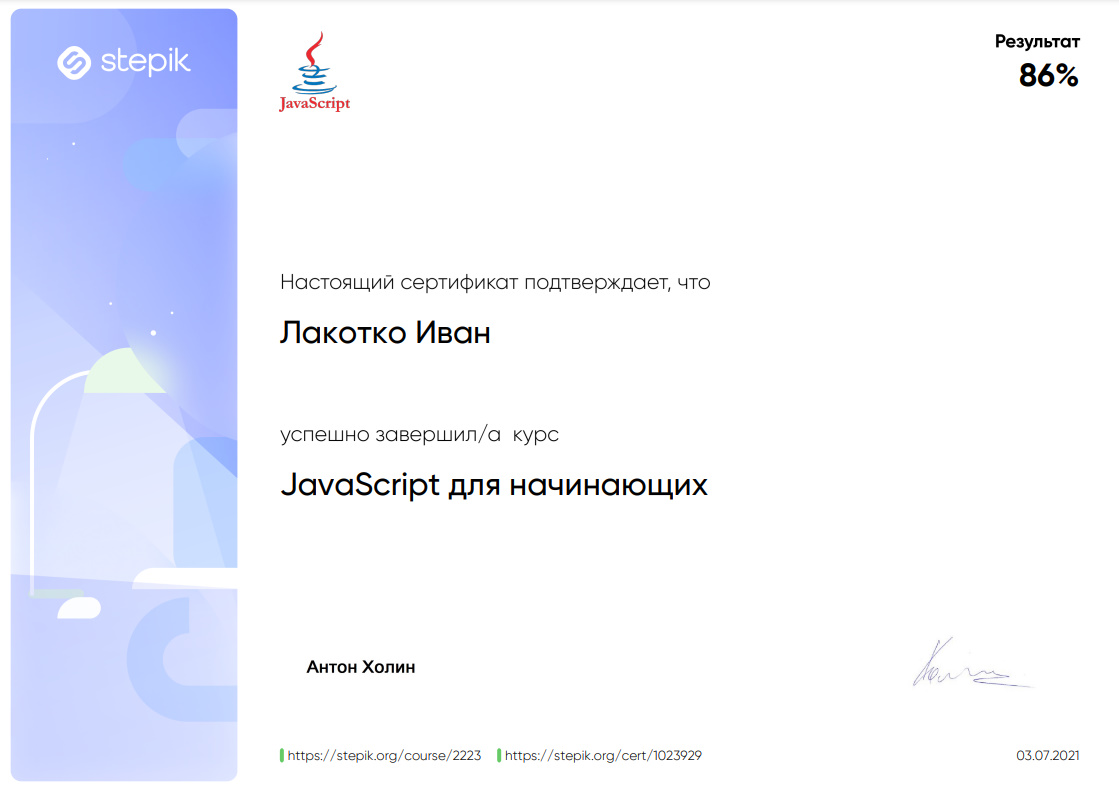 stepik
JavaScript
Результат
86%
Настоящий сертификат подтверждает, что
Лакотко Иван
успешно завершил/а курс
JavaScript для начинающих
Антон Холин
https://stepik.org/course/2223 https://stepik.org/cert/1023929
03.07.2021